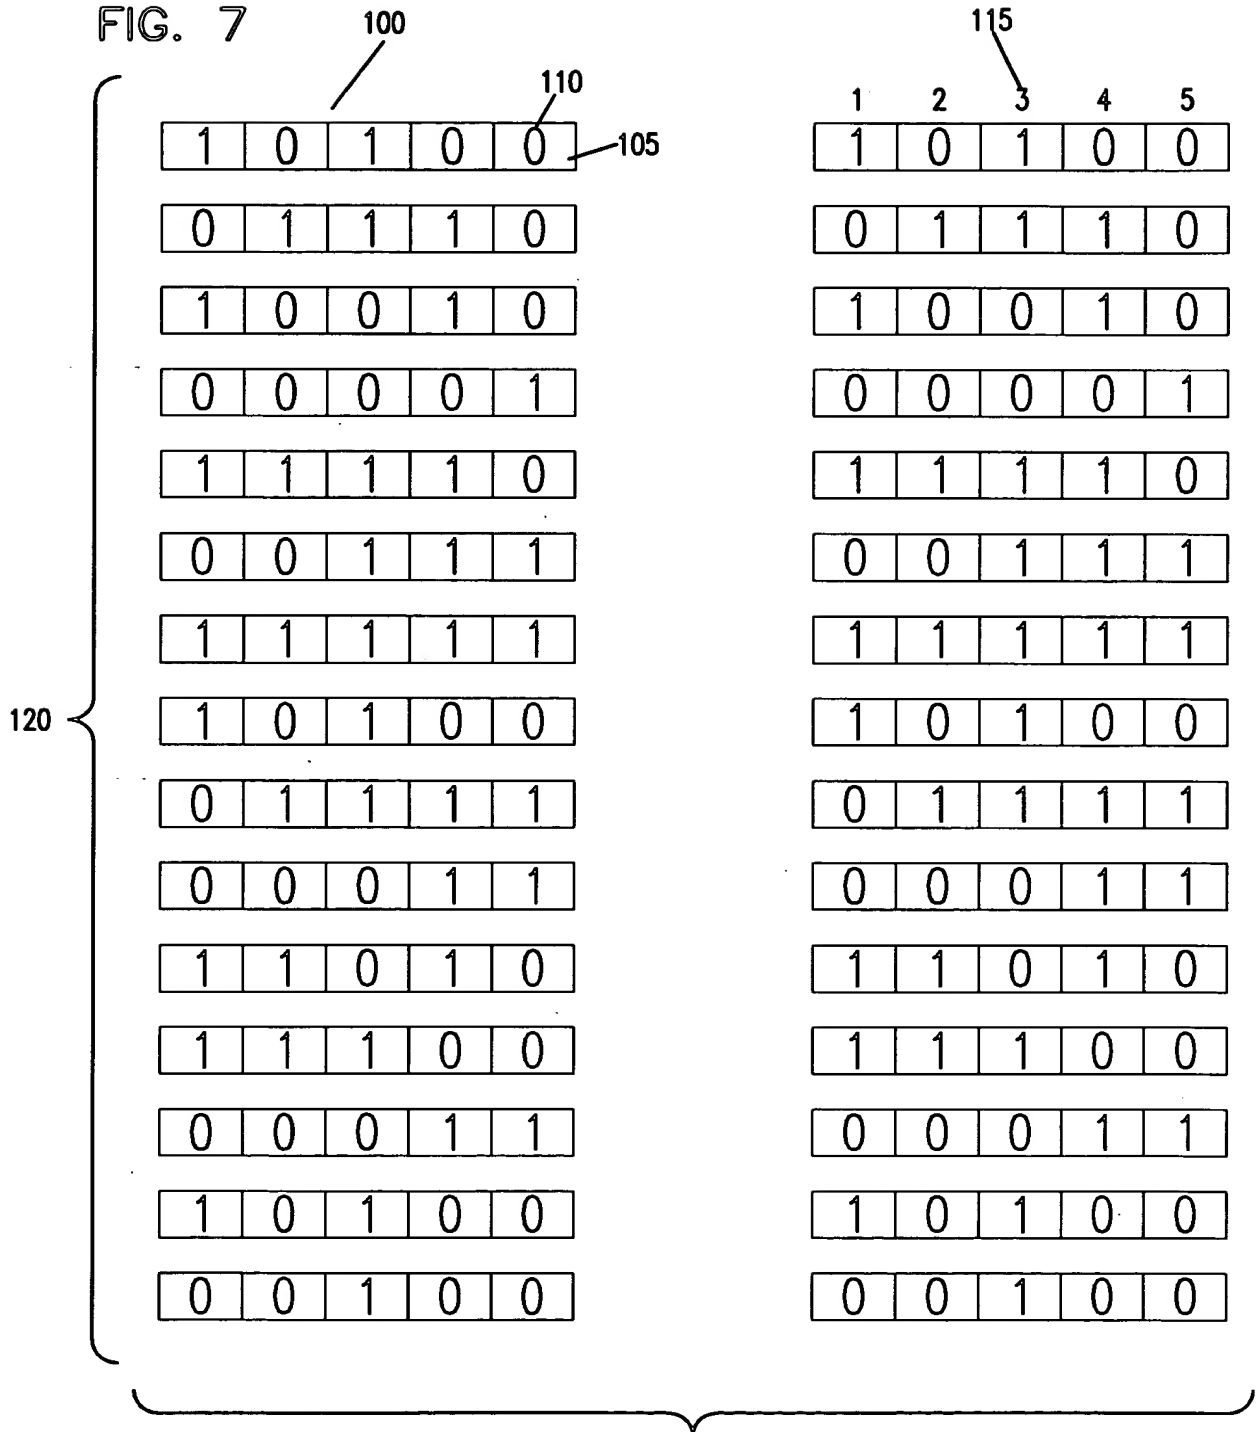 FIG. 7 100 115
110
1 2 3 4 5
1 0 1 0 0 105 1 0 1 0 0
0 1 1 1 0 0 1 1 1 0
1 0 0 1 0 1 0 0 1 0
0 0 0 0 1 0 0 0 0 1
1 1 1 1 0 1 1 1 1 0
0 0 1 1 1 0 0 1 1 1
1 1 1 1 1 1 1 1 1 1
120 1 0 1 0 0 1 0 1 0 0
0 1 1 1 1 0 1 1 1 1
0 0 0 1 1 0 0 0 1 1
1 1 0 1 0 1 1 0 1 0
1 1 1 0 0 1 1 1 0 0
0 0 0 1 1 0 0 0 1 1
1 0 1 0 0 1 0 1 0 0
0 0 1 0 0 0 0 1 0 0